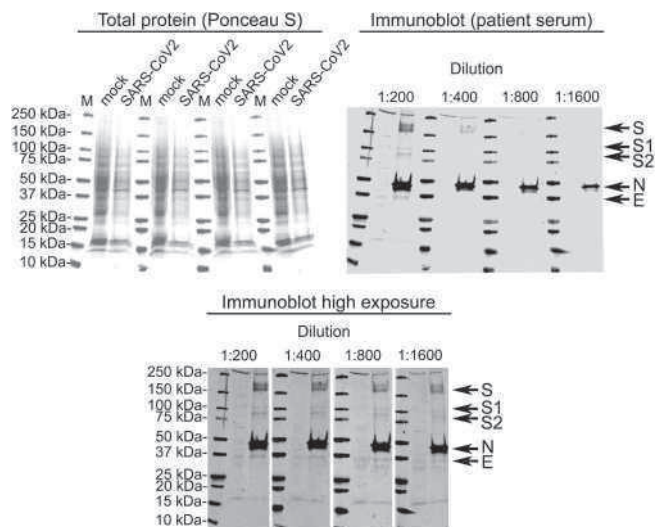 Total protein (Ponceau S)
M mock SARS-CoV2 M mock SARS-CoV2 M mock SARS-CoV2 M mock SARS-CoV2
250 kDa-
150 kDa-
100 kDa-
75 kDa-
50 kDa-
37 kDa-
25 kDa-
20 kDa-
15 kDa-
10 kDa-
Immunoblot (patient serum)
Dilution
1:200 1:400 1:800 1:1600
S
S1
S2
N
E
Immunoblot high exposure
Dilution
1:200 1:400 1:800 1:1600
250 kDa-
150 kDa-
100 kDa-
75 kDa-
50 kDa-
37 kDa-
25 kDa-
20 kDa-
15 kDa-
10 kDa-
S
S1
S2
N
E